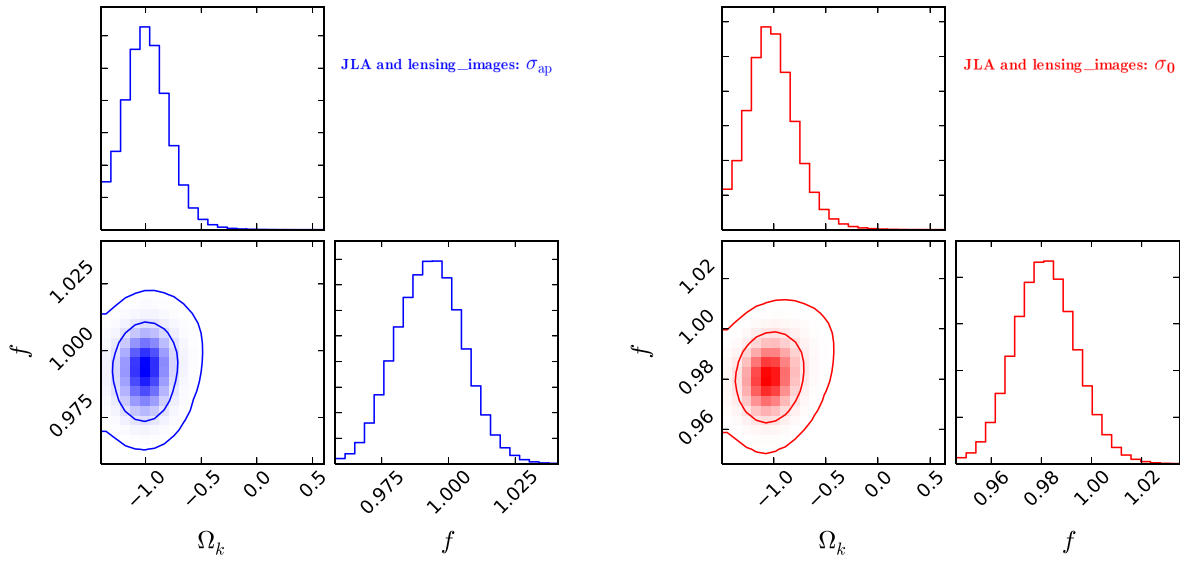 JLA and lensing_images: σ_ap
JLA and lensing_images: σ_0
f
1.025
1.000
0.975
−1.0 −0.5 0.0 0.5
Ω_k
0.975 1.000 1.025
f
f
1.02
1.00
0.98
0.96
−1.0 −0.5 0.0 0.5
Ω_k
0.96 0.98 1.00 1.02
f